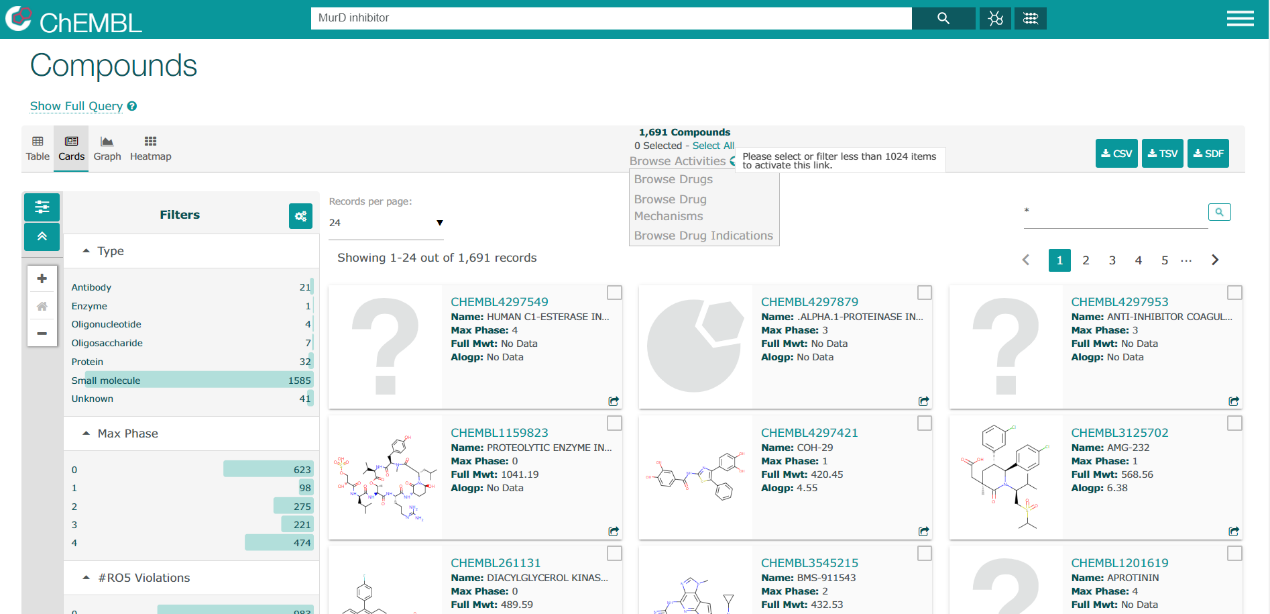 ChEMBL
MurD inhibitor
Compounds
Show Full Query
Table
Cards
Graph
Heatmap
1,691 Compounds
0 Selected - Select All
Browse Activities
Please select or filter less than 1024 items
to activate this link.
Browse Drugs
Browse Drug
Mechanisms
Browse Drug Indications
CSV
TSV
SDF
Filters
Type
Antibody 21
Enzyme 1
Oligonucleotide 4
Oligosaccharide 7
Protein 32
Small molecule 1585
Unknown 41
Max Phase
0 623
1 98
2 275
3 221
4 474
#RO5 Violations
Records per page:
24
*
Showing 1-24 out of 1,691 records
1 2 3 4 5 ...
CHEMBL4297549
Name: HUMAN C1-ESTERASE IN...
Max Phase: 4
Full Mwt: No Data
Alogp: No Data
CHEMBL4297879
Name: .ALPHA.1-PROTEINASE IN...
Max Phase: 3
Full Mwt: No Data
Alogp: No Data
CHEMBL4297953
Name: ANTI-INHIBITOR COAGUL...
Max Phase: 3
Full Mwt: No Data
Alogp: No Data
CHEMBL1159823
Name: PROTEOLYTIC ENZYME IN...
Max Phase: 0
Full Mwt: 1041.19
Alogp: No Data
CHEMBL4297421
Name: COH-29
Max Phase: 1
Full Mwt: 420.45
Alogp: 4.55
CHEMBL3125702
Name: AMG-232
Max Phase: 1
Full Mwt: 568.56
Alogp: 6.38
CHEMBL261131
Name: DIACYLGLYCEROL KINAS...
Max Phase: 0
Full Mwt: 489.59
CHEMBL3545215
Name: BMS-911543
Max Phase: 2
Full Mwt: 432.53
CHEMBL1201619
Name: APROTININ
Max Phase: 4
Full Mwt: No Data